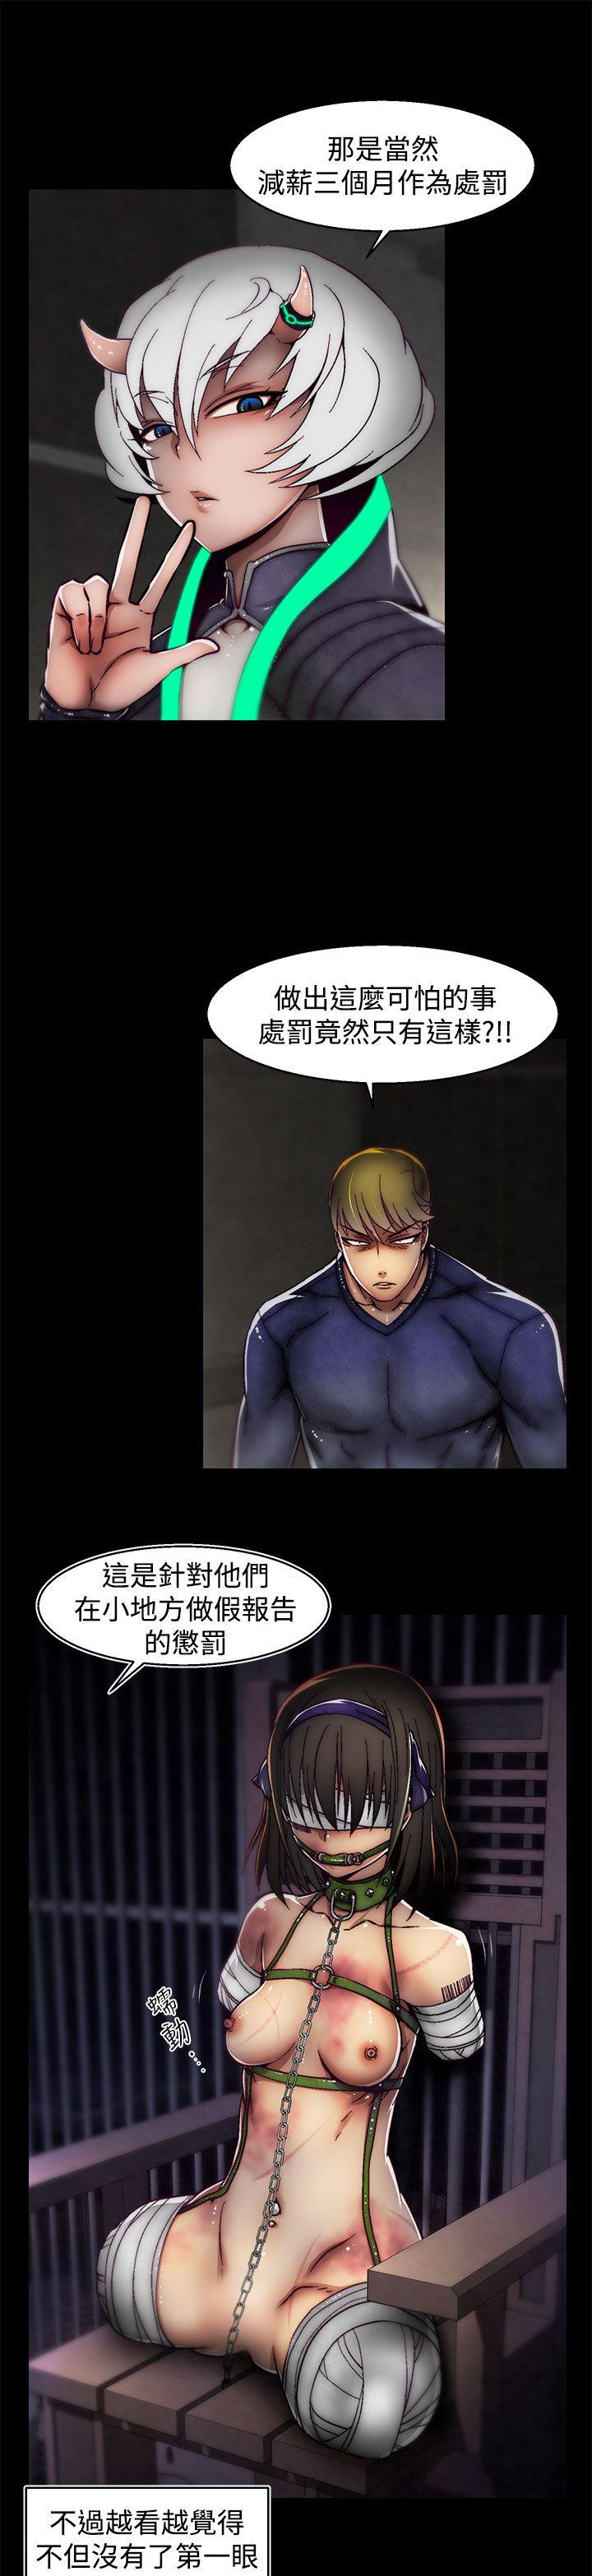 那是當然
減薪三個月作為處罰
做出這麼可怕的事
處罰竟然只有這樣?!!
這是針對他們
在小地方做假報告
的懲罰
蠕動....
不過越看越覺得
不但沒有了第一眼